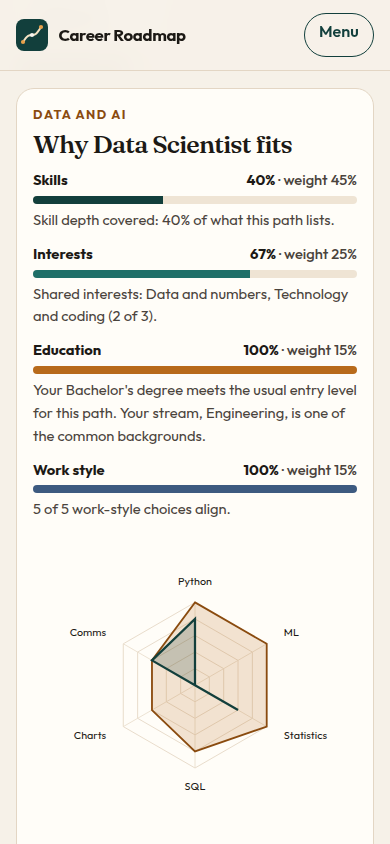 Career Roadmap
Menu
DATA AND AI
Why Data Scientist fits
Skills 40% · weight 45%
Skill depth covered: 40% of what this path lists.
Interests 67% · weight 25%
Shared interests: Data and numbers, Technology
and coding (2 of 3).
Education 100% · weight 15%
Your Bachelor's degree meets the usual entry level
for this path. Your stream, Engineering, is one of
the common backgrounds.
Work style 100% · weight 15%
5 of 5 work-style choices align.
Python
Comms
ML
Charts
Statistics
SQL